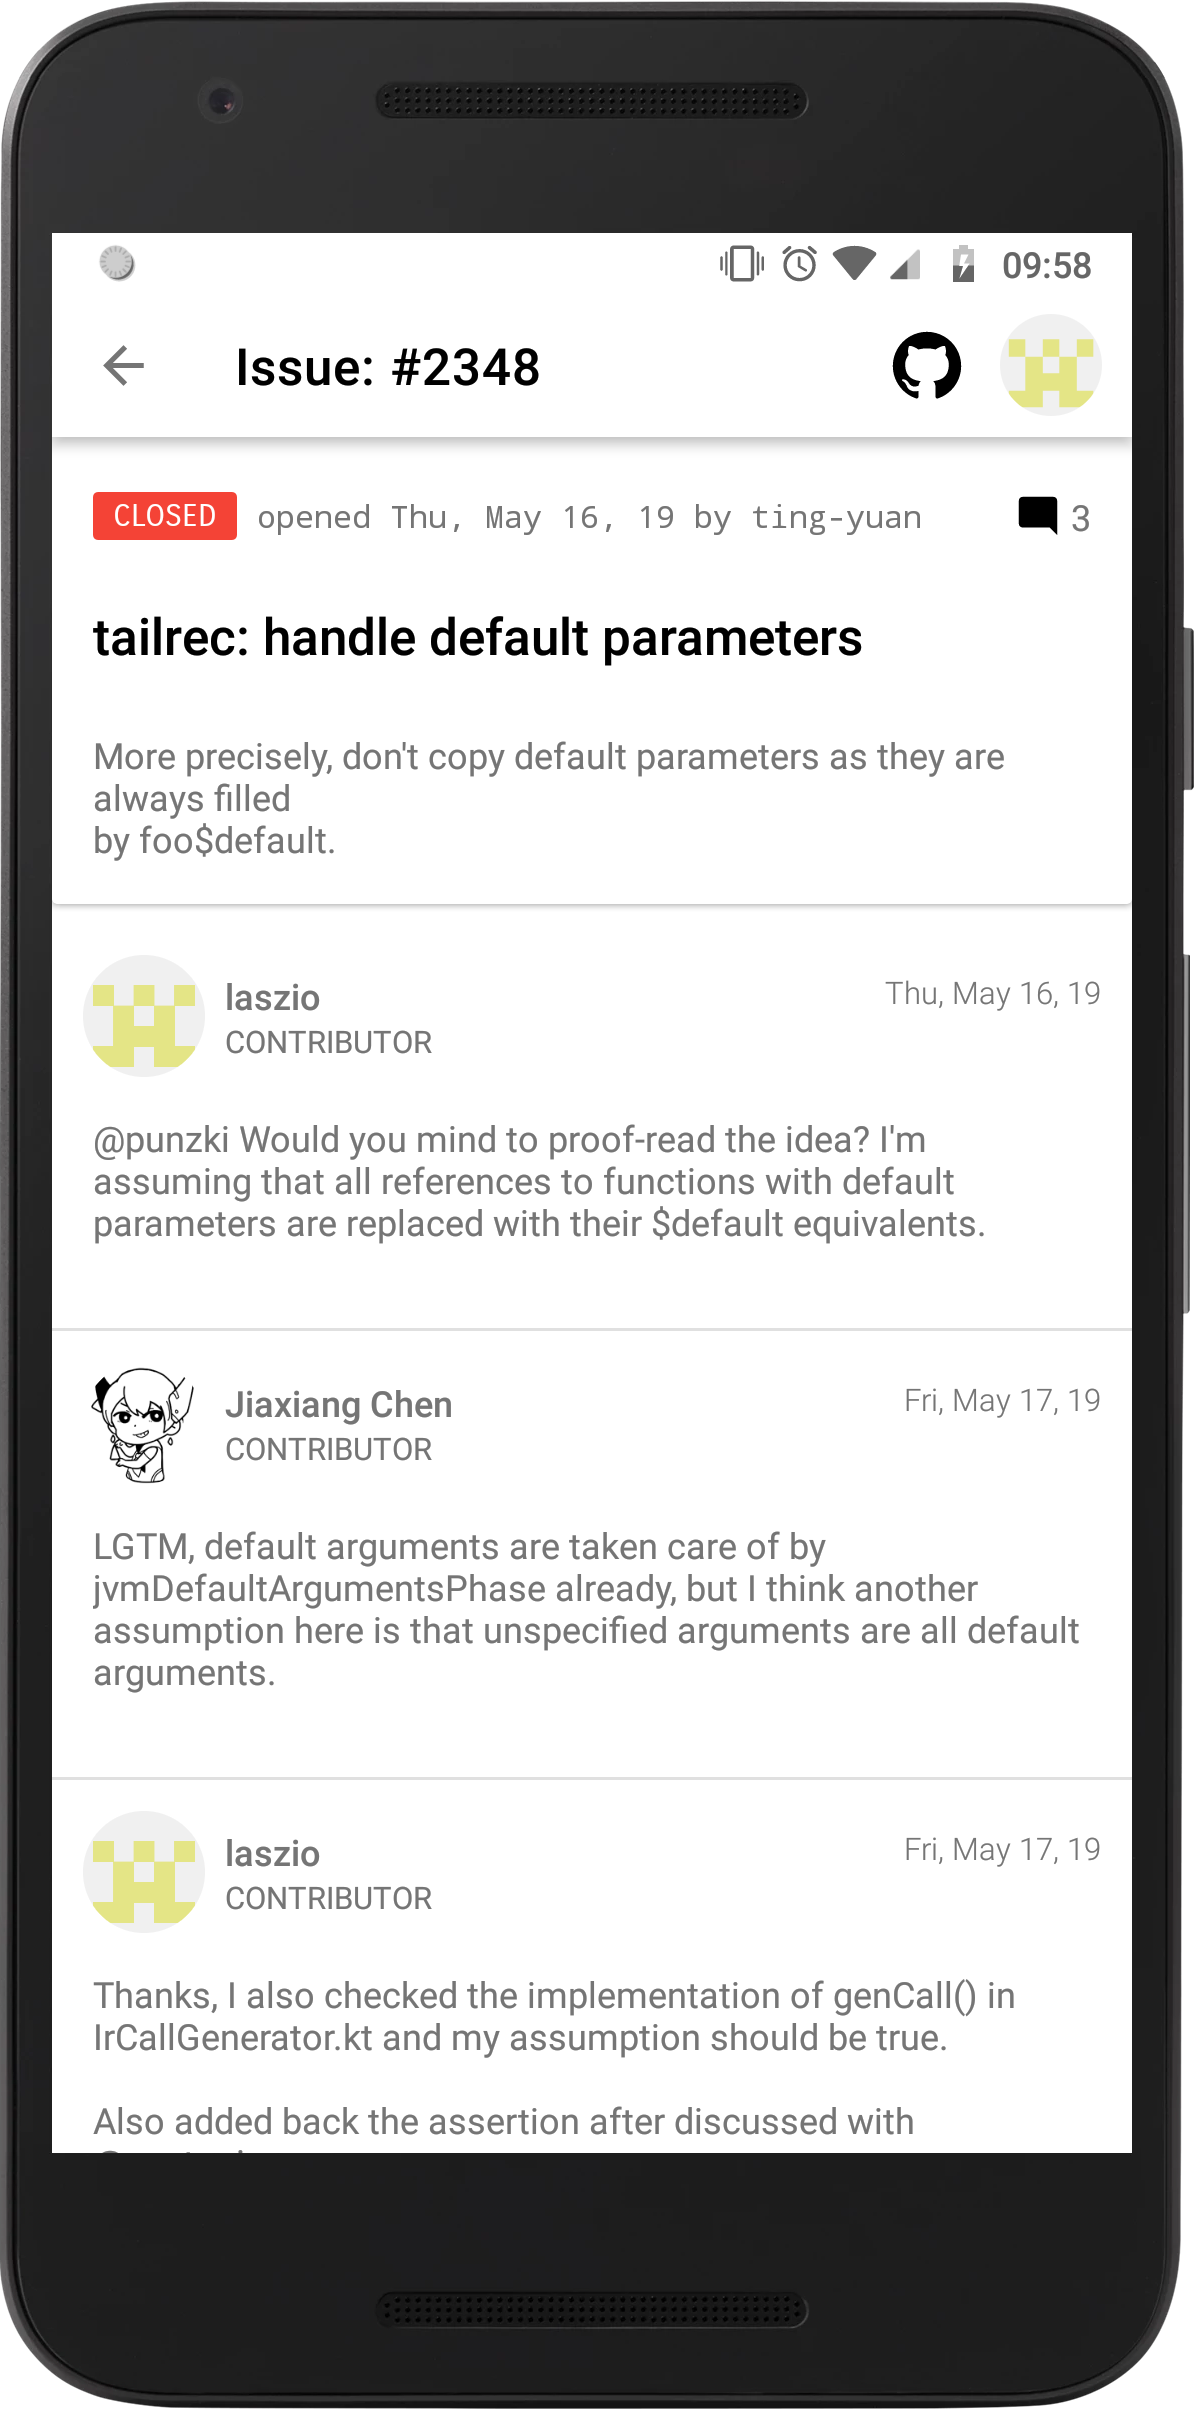 09:58
Issue: #2348
CLOSED opened Thu, May 16, 19 by ting-yuan 3
tailrec: handle default parameters
More precisely, don't copy default parameters as they are
always filled
by foo$default.
laszio Thu, May 16, 19
CONTRIBUTOR
@punzki Would you mind to proof-read the idea? I'm
assuming that all references to functions with default
parameters are replaced with their $default equivalents.
Jiaxiang Chen Fri, May 17, 19
CONTRIBUTOR
LGTM, default arguments are taken care of by
jvmDefaultArgumentsPhase already, but I think another
assumption here is that unspecified arguments are all default
arguments.
laszio Fri, May 17, 19
CONTRIBUTOR
Thanks, I also checked the implementation of genCall() in
IrCallGenerator.kt and my assumption should be true.
Also added back the assertion after discussed with